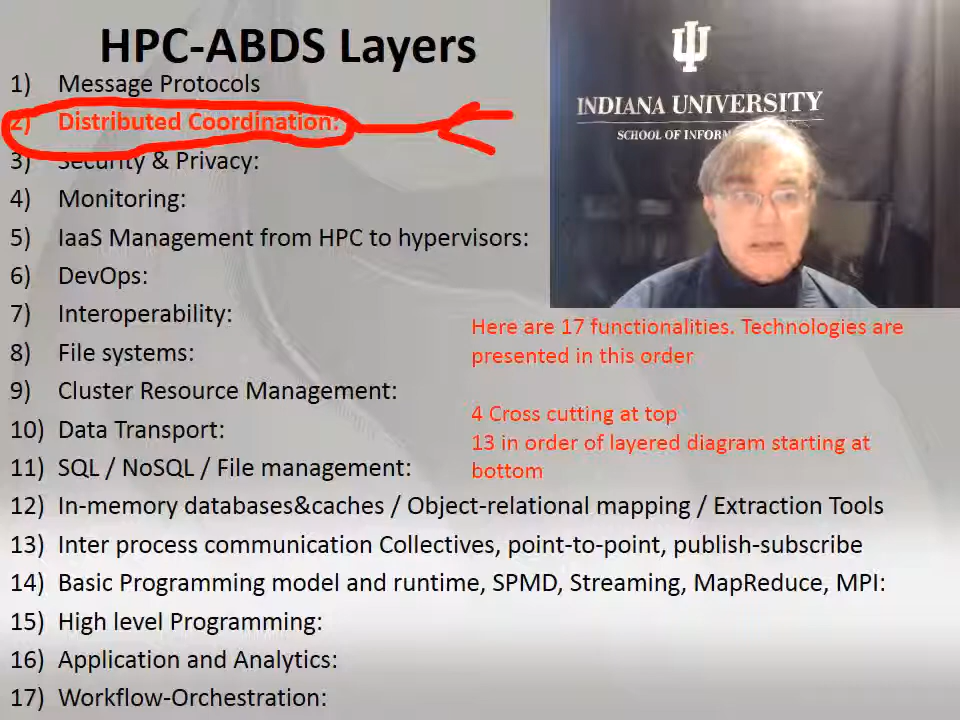 HPC-ABDS Layers
1) Message Protocols
2) Distributed Coordination:
3) Security & Privacy:
4) Monitoring:
5) IaaS Management from HPC to hypervisors:
6) DevOps:
7) Interoperability:
8) File systems:
9) Cluster Resource Management:
10) Data Transport:
11) SQL / NoSQL / File management:
12) In-memory databases&caches / Object-relational mapping / Extraction Tools
13) Inter process communication Collectives, point-to-point, publish-subscribe
14) Basic Programming model and runtime, SPMD, Streaming, MapReduce, MPI:
15) High level Programming:
16) Application and Analytics:
17) Workflow-Orchestration:
INDIANA UNIVERSITY
SCHOOL OF
Here are 17 functionalities. Technologies are
presented in this order
4 Cross cutting at top
13 in order of layered diagram starting at
bottom